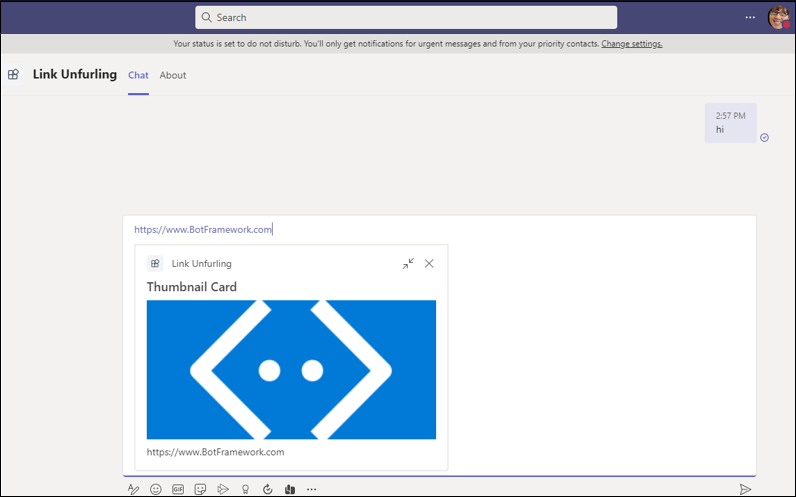 Search
Your status is set to do not disturb. You'll only get notifications for urgent messages and from your priority contacts. Change settings.
Link Unfurling Chat About
2:57 PM
hi
https://www.BotFramework.com
Link Unfurling
Thumbnail Card
https://www.BotFramework.com
GIF